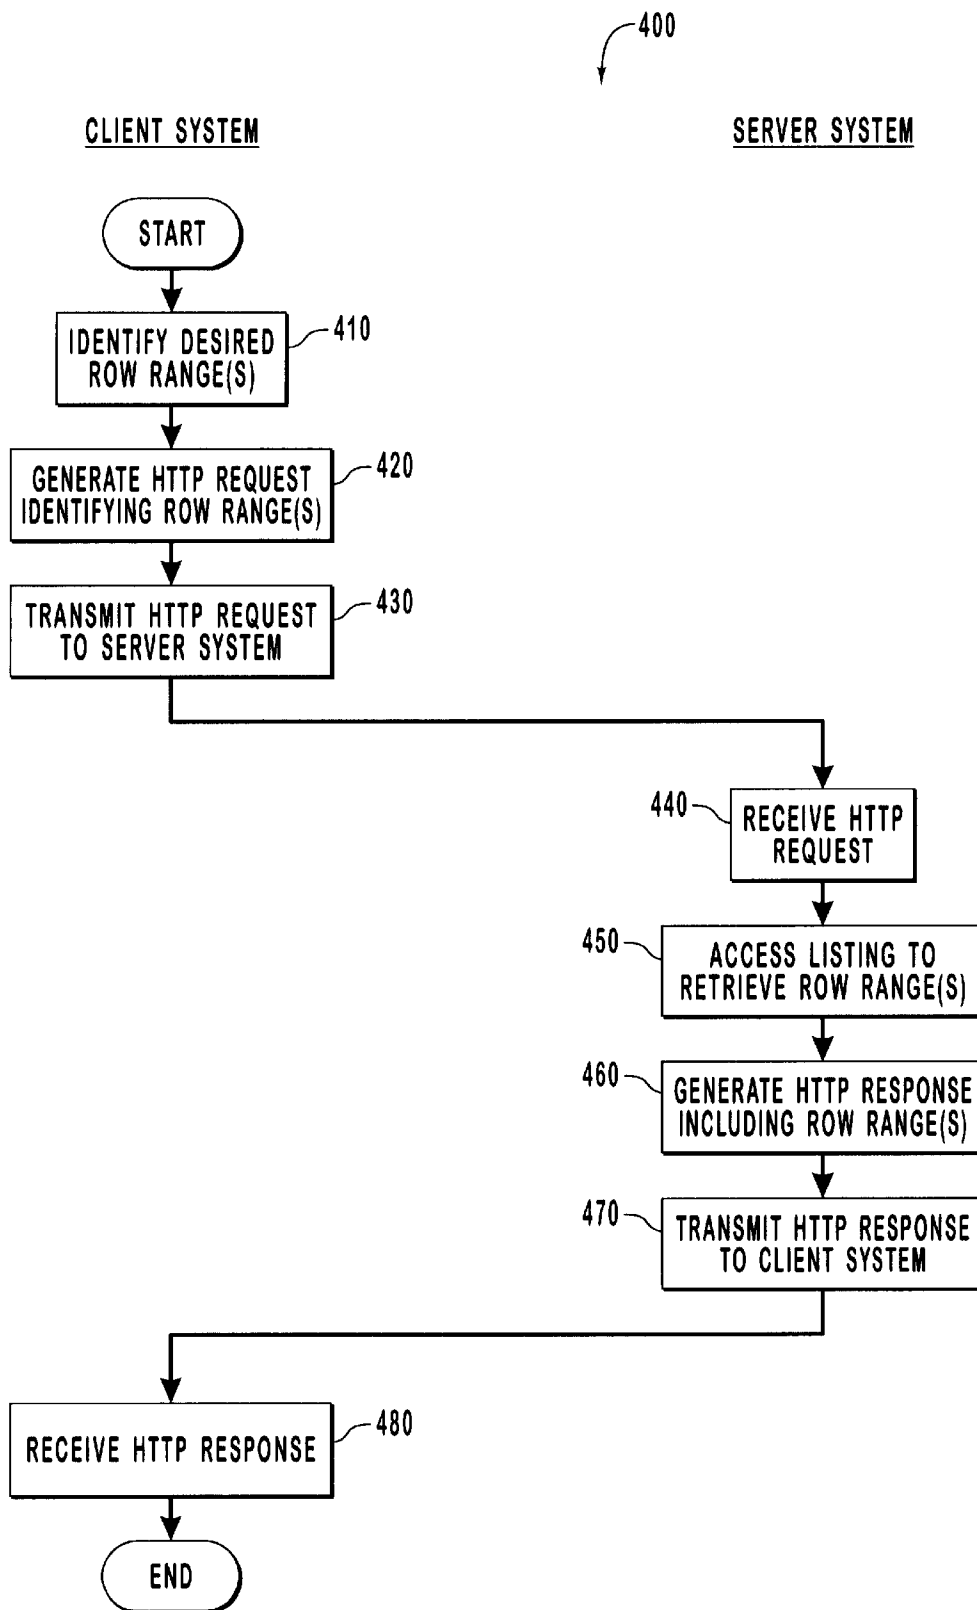 400
CLIENT SYSTEM
SERVER SYSTEM
START
IDENTIFY DESIRED
ROW RANGE(S)
410
GENERATE HTTP REQUEST
IDENTIFYING ROW RANGE(S)
420
TRANSMIT HTTP REQUEST
TO SERVER SYSTEM
430
440
RECEIVE HTTP
REQUEST
450
ACCESS LISTING TO
RETRIEVE ROW RANGE(S)
460
GENERATE HTTP RESPONSE
INCLUDING ROW RANGE(S)
470
TRANSMIT HTTP RESPONSE
TO CLIENT SYSTEM
RECEIVE HTTP RESPONSE
480
END